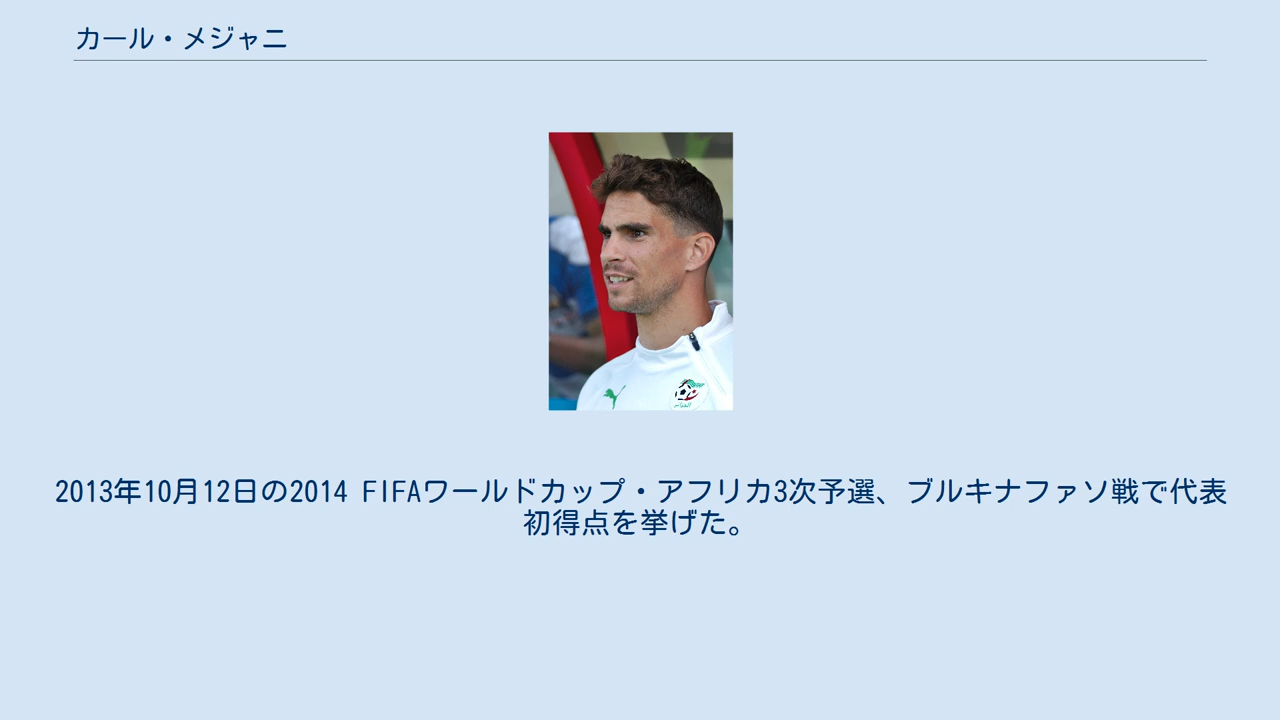 カール・メジャニ
2013年10月12日の2014 FIFAワールドカップ・アフリカ3次予選、ブルキナファソ戦で代表
初得点を挙げた。